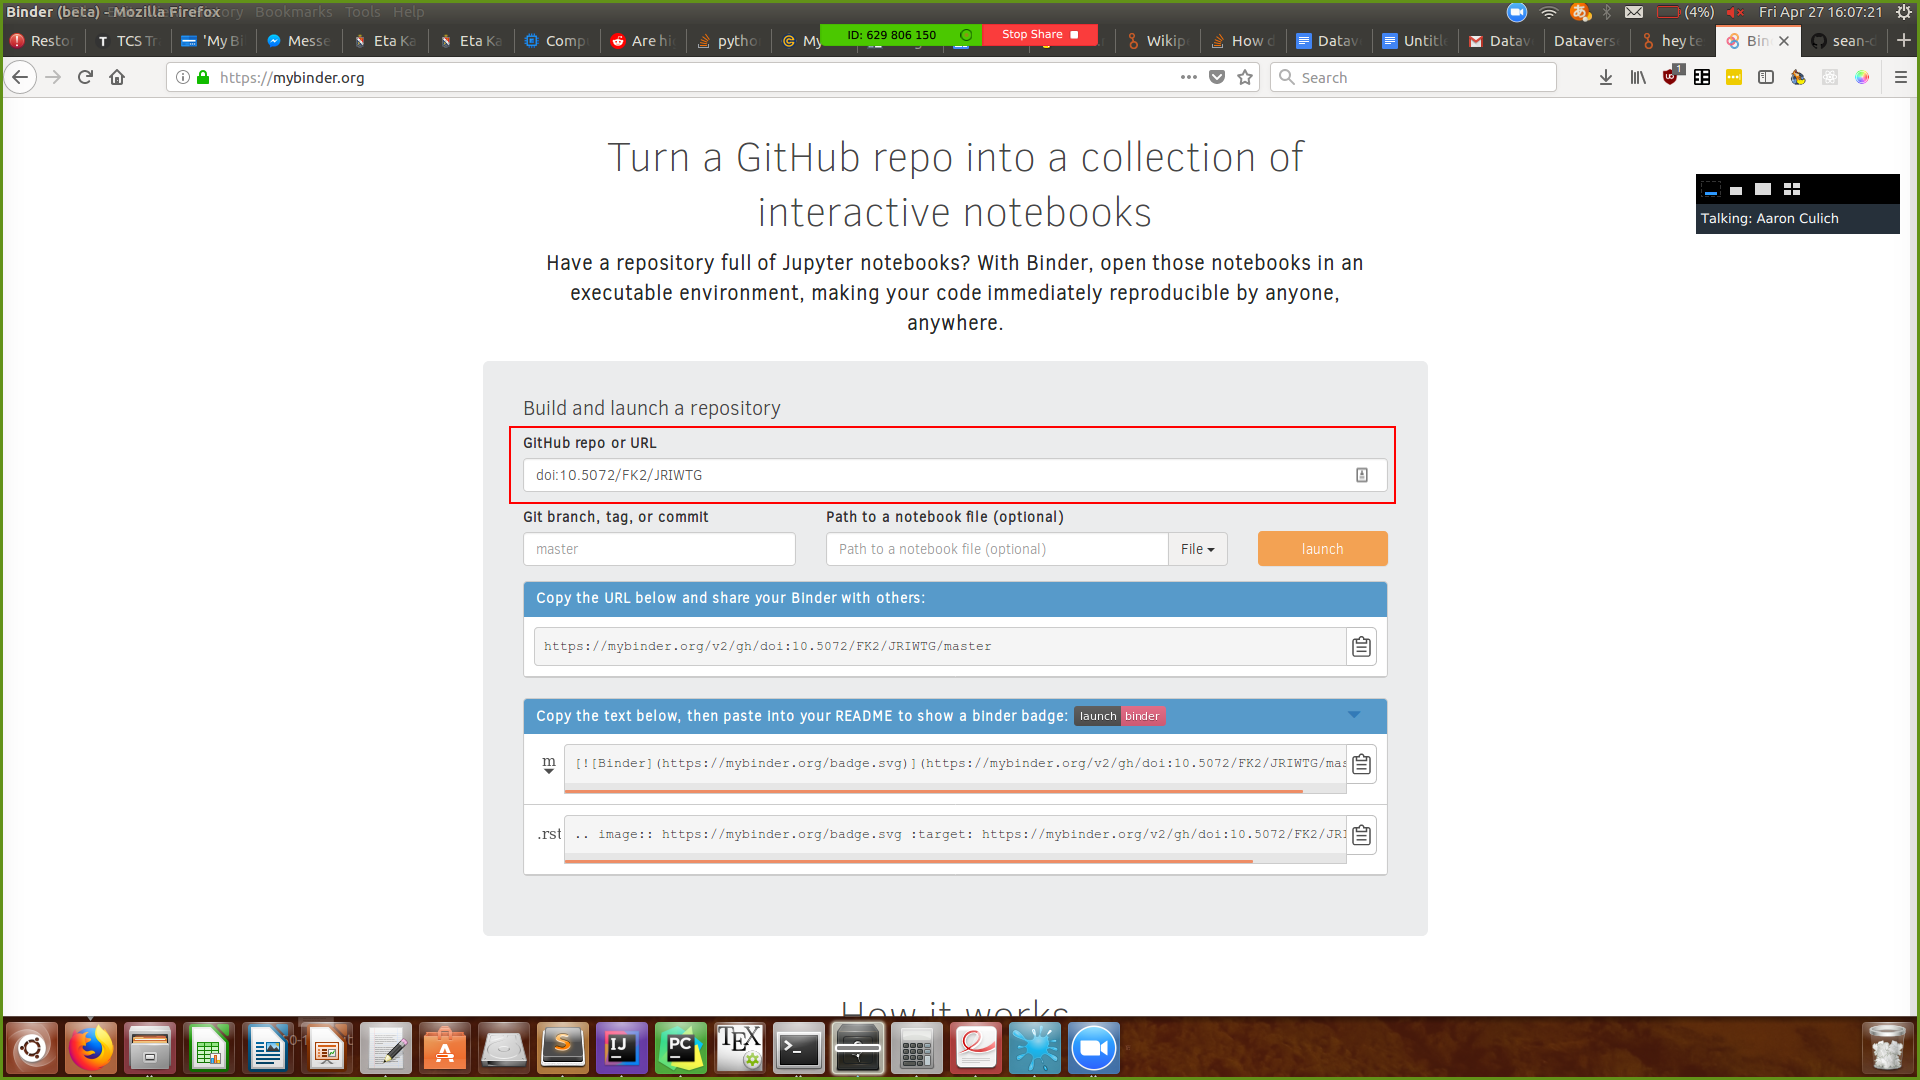 Binder (beta) - Mozilla Firefox
Bookmarks Tools Help
(4%) Fri Apr 27 16:07:21
Resto
TCS Tr
'My Bi
Messe
Eta Ka
Eta Ka
Comp
Are hi
pytho
My
ID: 629 806 150
Stop Share
Wikip
How d
Datav
Untitl
Datav
Datavers
hey te
Bin
sean-d
https://mybinder.org
Search
1
Turn a GitHub repo into a collection of
interactive notebooks
Talking: Aaron Culich
Have a repository full of Jupyter notebooks? With Binder, open those notebooks in an
executable environment, making your code immediately reproducible by anyone,
anywhere.
Build and launch a repository
GitHub repo or URL
doi:10.5072/FK2/JRIWTG
Git branch, tag, or commit
Path to a notebook file (optional)
master
Path to a notebook file (optional)
File
launch
Copy the URL below and share your Binder with others:
https://mybinder.org/v2/gh/doi:10.5072/FK2/JRIWTG/master
Copy the text below, then paste into your README to show a binder badge: launch binder
m
[![Binder](https://mybinder.org/badge.svg)](https://mybinder.org/v2/gh/doi:10.5072/FK2/JRIWTG/mas
.rst
.. image:: https://mybinder.org/badge.svg :target: https://mybinder.org/v2/gh/doi:10.5072/FK2/JRI
How it works
S
IJ
PC
TEX
>_